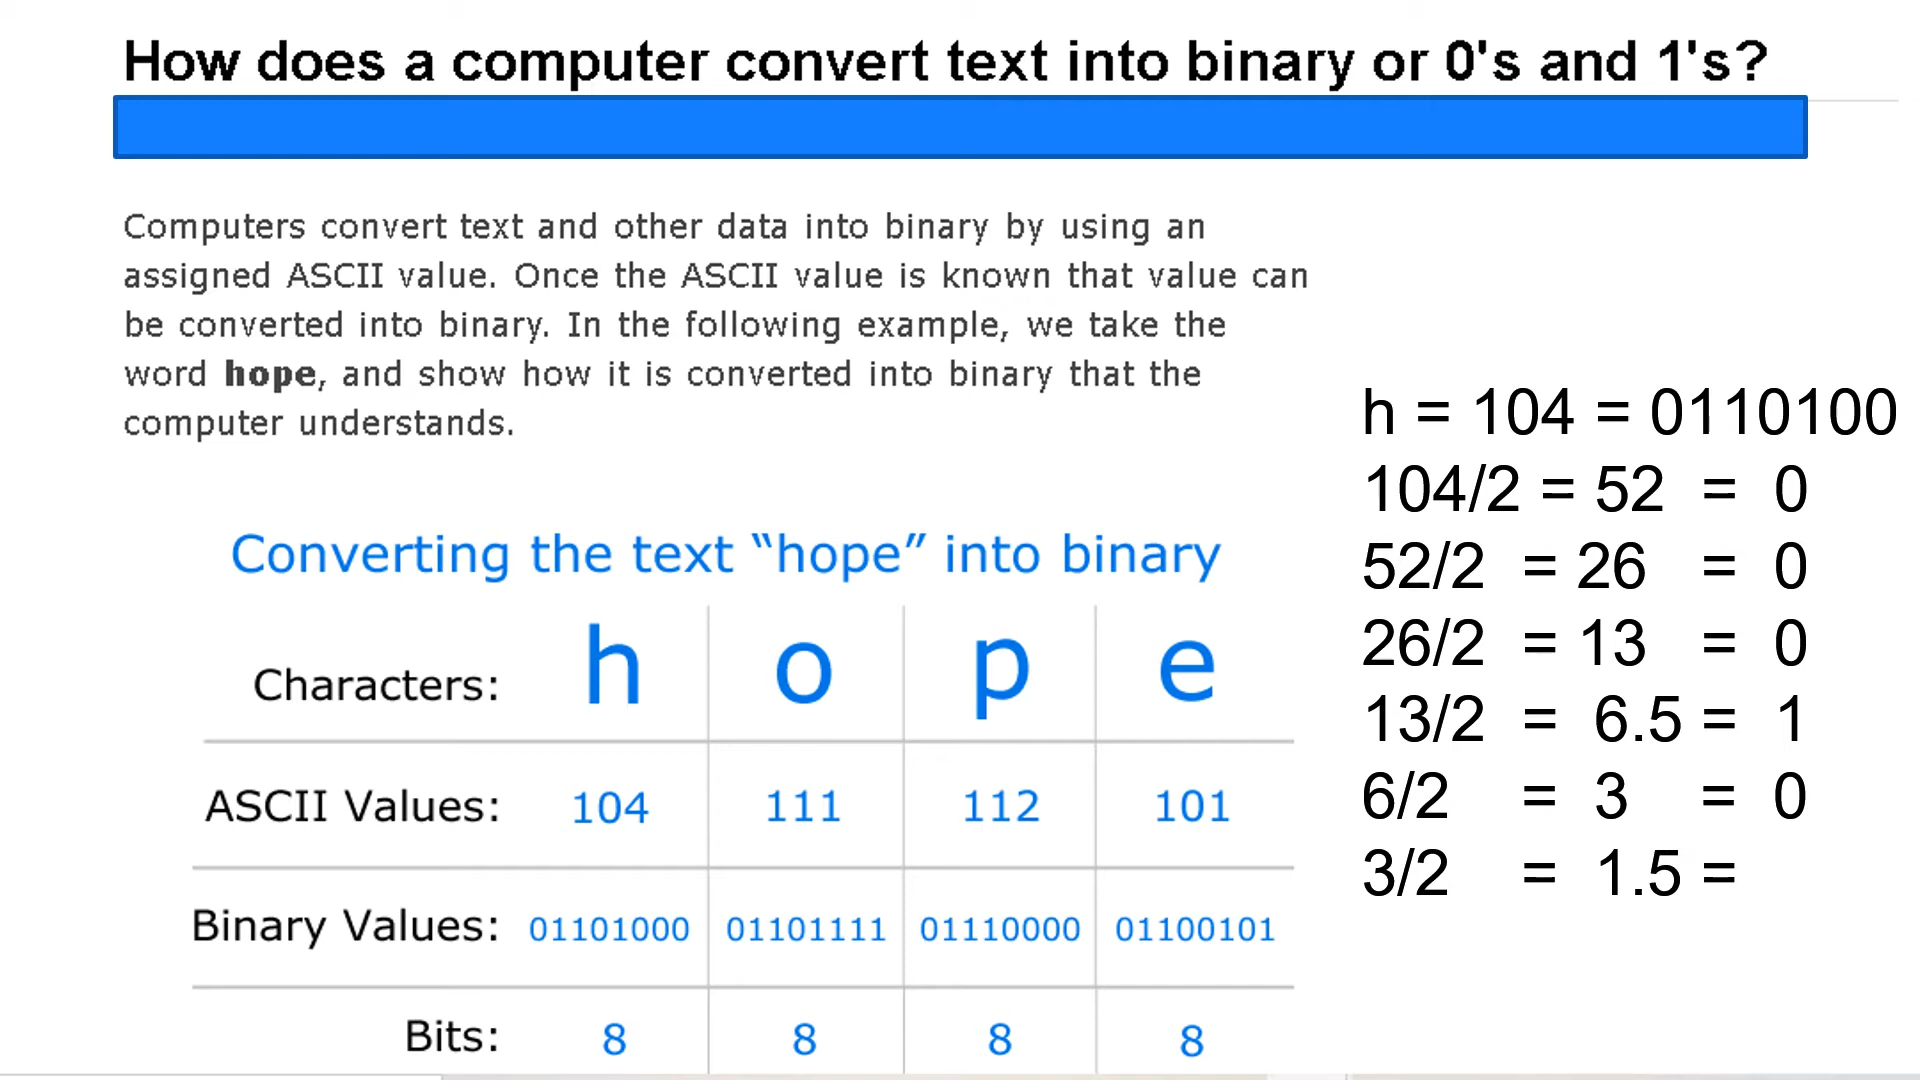 How does a computer convert text into binary or 0's and 1's?
Computers convert text and other data into binary by using an
assigned ASCII value. Once the ASCII value is known that value can
be converted into binary. In the following example, we take the
word hope, and show how it is converted into binary that the
computer understands.
Converting the text “hope” into binary
Characters: h o p e
ASCII Values: 104 111 112 101
Binary Values: 01101000 01101111 01110000 01100101
Bits: 8 8 8 8
h = 104 = 0110100
104/2 = 52 = 0
52/2 = 26 = 0
26/2 = 13 = 0
13/2 = 6.5 = 1
6/2 = 3 = 0
3/2 = 1.5 =